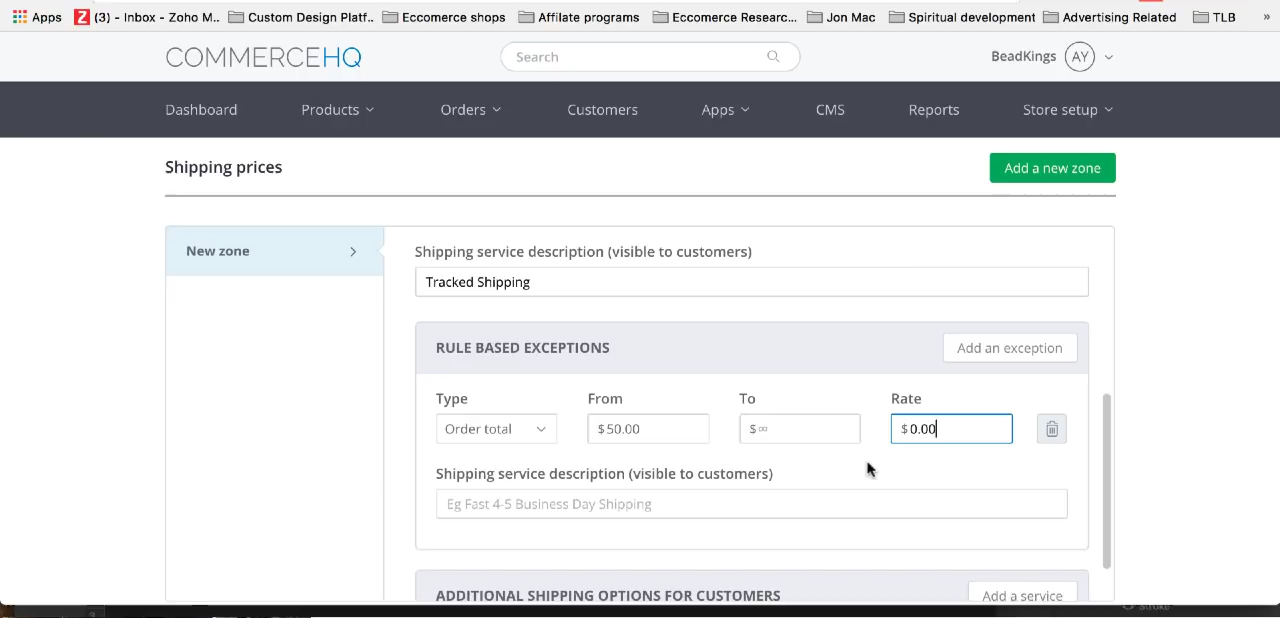 Apps Z (3) - Inbox - Zoho M.. Custom Design Platf.. Eccomerce shops Affilate programs Eccomerce Researc... Jon Mac Spiritual development Advertising Related TLB »
COMMERCEHQ Search BeadKings AY
Dashboard Products Orders Customers Apps CMS Reports Store setup
Shipping prices Add a new zone
New zone
Shipping service description (visible to customers)
Tracked Shipping
RULE BASED EXCEPTIONS Add an exception
Type From To Rate
Order total $50.00 $∞ $0.00
Shipping service description (visible to customers)
Eg Fast 4-5 Business Day Shipping
ADDITIONAL SHIPPING OPTIONS FOR CUSTOMERS Add a service
3 Stroke